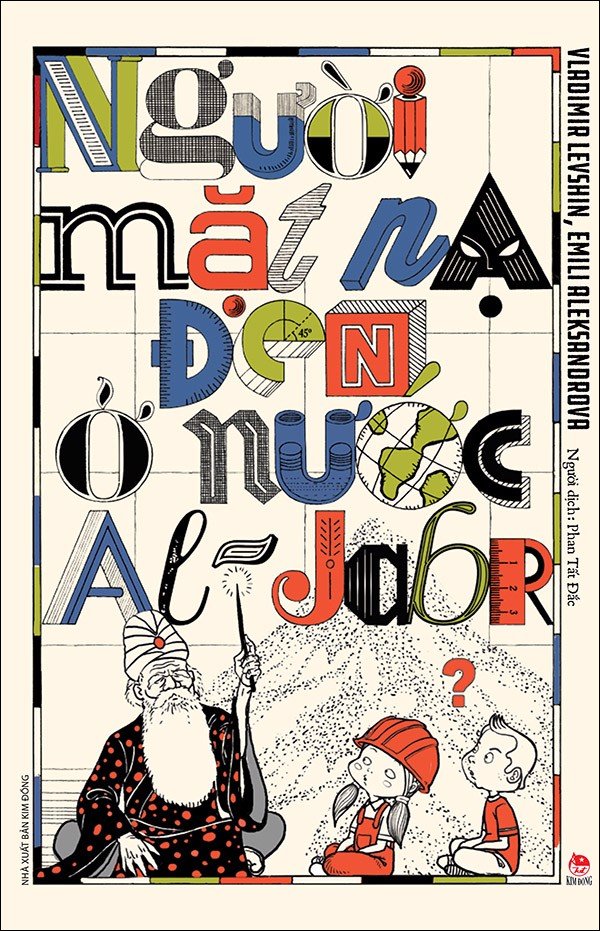 Người
mặt nạ
Đen
ở nước
Al-Jabr
45°
1 2 3
?
VLADIMIR LEVSHIN, EMILI ALEKSANDROVA
Người dịch: Phan Tất Đắc
NHÀ XUẤT BẢN KIM ĐỒNG
KIM ĐỒNG